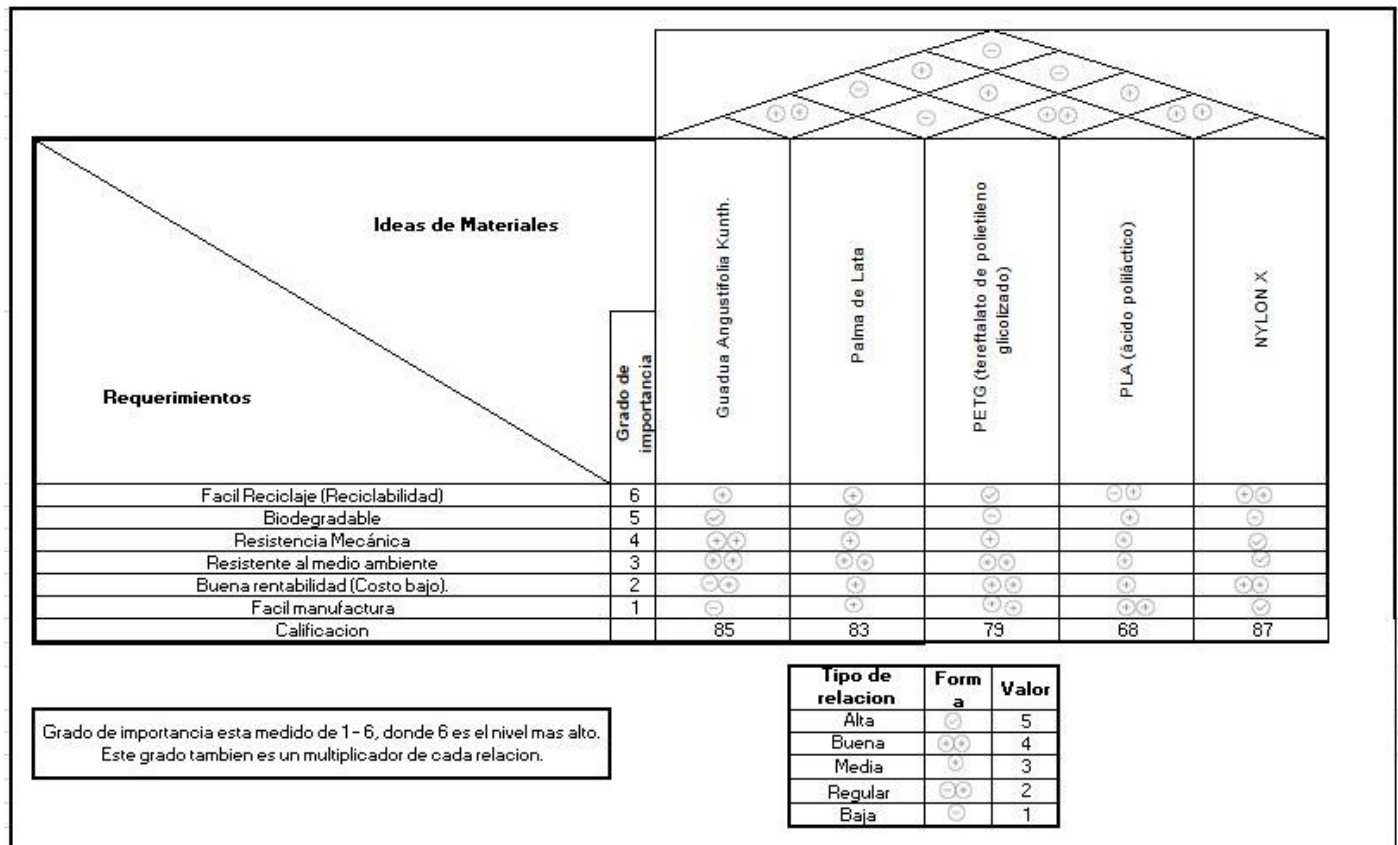 Ideas de Materiales
Requerimientos
Grado de
importancia
Guadua Angustifolia Kunth.
Palma de Lata
PETG (tereftalato de polietileno
glicolizado)
PLA (ácido poliláctico)
NYLON X
Facil Reciclaje (Reciclabilidad) 6
Biodegradable 5
Resistencia Mecánica 4
Resistente al medio ambiente 3
Buena rentabilidad (Costo bajo). 2
Facil manufactura 1
Calificacion 85 83 79 68 87
Grado de importancia esta medido de 1 - 6, donde 6 es el nivel mas alto.
Este grado tambien es un multiplicador de cada relacion.
Tipo de
relacion
Form
a
Valor
Alta 5
Buena 4
Media 3
Regular 2
Baja 1